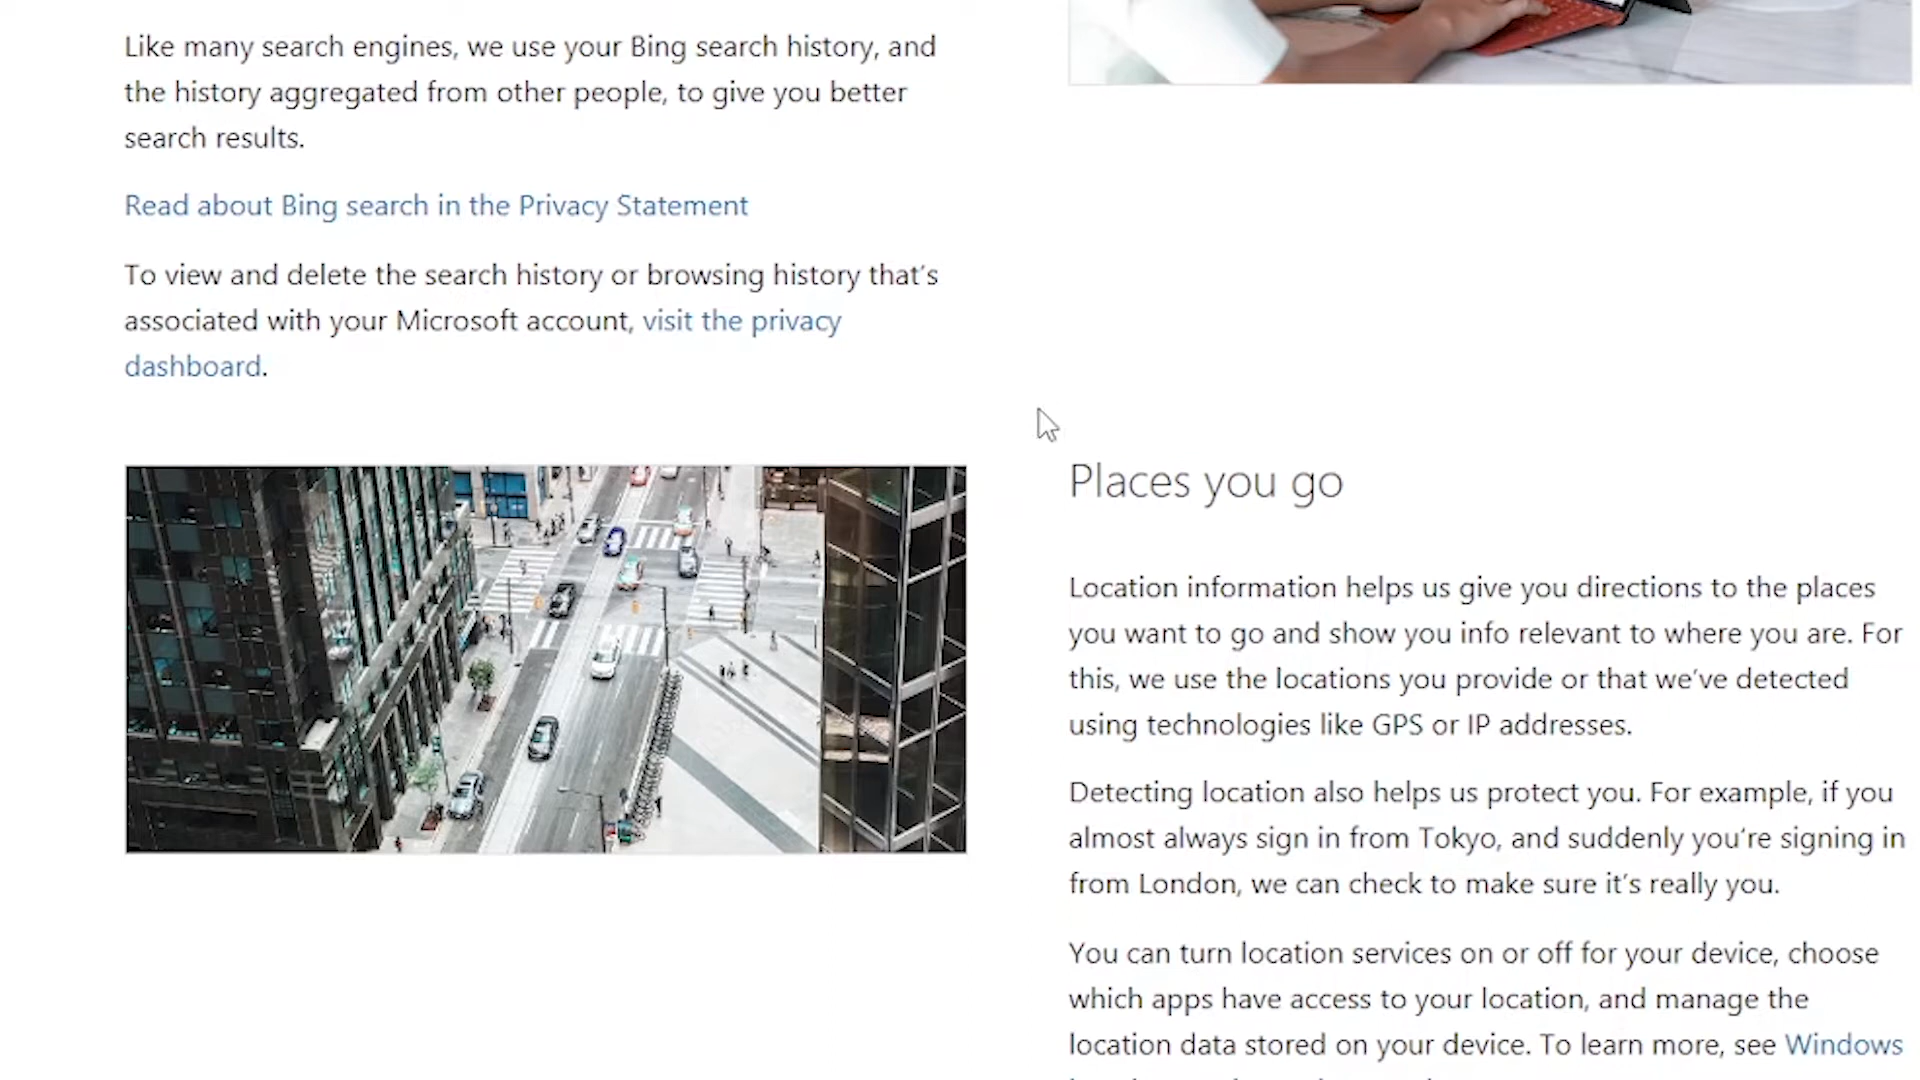 Like many search engines, we use your Bing search history, and
the history aggregated from other people, to give you better
search results.
Read about Bing search in the Privacy Statement
To view and delete the search history or browsing history that's
associated with your Microsoft account, visit the privacy
dashboard.
Places you go
Location information helps us give you directions to the places
you want to go and show you info relevant to where you are. For
this, we use the locations you provide or that we've detected
using technologies like GPS or IP addresses.
Detecting location also helps us protect you. For example, if you
almost always sign in from Tokyo, and suddenly you're signing in
from London, we can check to make sure it's really you.
You can turn location services on or off for your device, choose
which apps have access to your location, and manage the
location data stored on your device. To learn more, see Windows